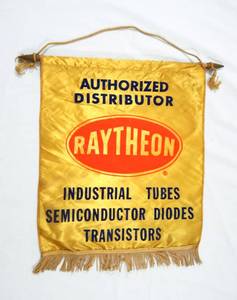 AUTHORIZED
DISTRIBUTOR
RAYTHEON
®
INDUSTRIAL TUBES
SEMICONDUCTOR DIODES
TRANSISTORS